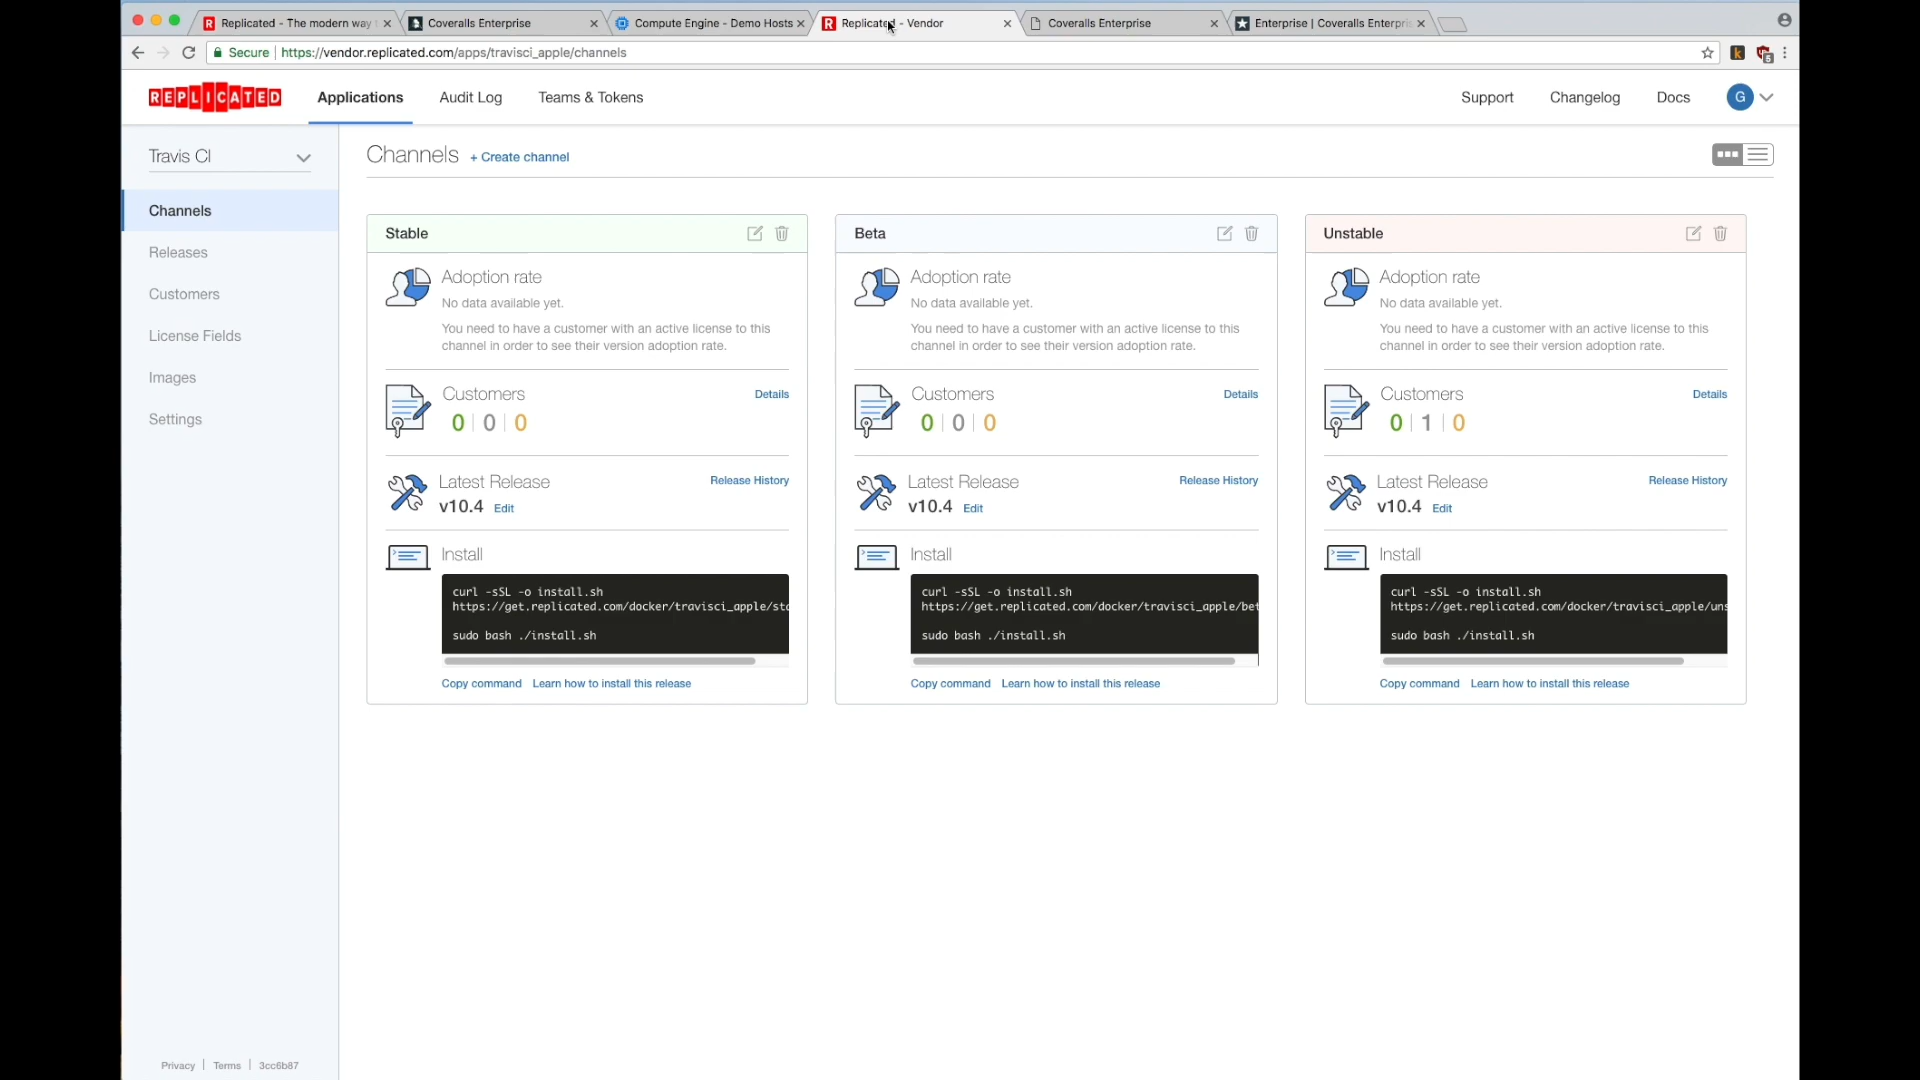 Replicated - The modern way
Coveralls Enterprise
Compute Engine - Demo Hosts
Replicated - Vendor
Coveralls Enterprise
Enterprise | Coveralls Enterpris
Secure
https://vendor.replicated.com/apps/travisci_apple/channels
k
5
REPLICATED
Applications
Audit Log
Teams & Tokens
Support
Changelog
Docs
G
Travis CI
Channels
Releases
Customers
License Fields
Images
Settings
Channels
+ Create channel
Stable
Adoption rate
No data available yet.
You need to have a customer with an active license to this
channel in order to see their version adoption rate.
Customers
Details
0 | 0 | 0
Latest Release
Release History
v10.4 Edit
Install
curl -sSL -o install.sh
https://get.replicated.com/docker/travisci_apple/sta
sudo bash ./install.sh
Copy command
Learn how to install this release
Beta
Adoption rate
No data available yet.
You need to have a customer with an active license to this
channel in order to see their version adoption rate.
Customers
Details
0 | 0 | 0
Latest Release
Release History
v10.4 Edit
Install
curl -sSL -o install.sh
https://get.replicated.com/docker/travisci_apple/bet
sudo bash ./install.sh
Copy command
Learn how to install this release
Unstable
Adoption rate
No data available yet.
You need to have a customer with an active license to this
channel in order to see their version adoption rate.
Customers
Details
0 | 1 | 0
Latest Release
Release History
v10.4 Edit
Install
curl -sSL -o install.sh
https://get.replicated.com/docker/travisci_apple/uns
sudo bash ./install.sh
Copy command
Learn how to install this release
Privacy | Terms | 3cc6b87